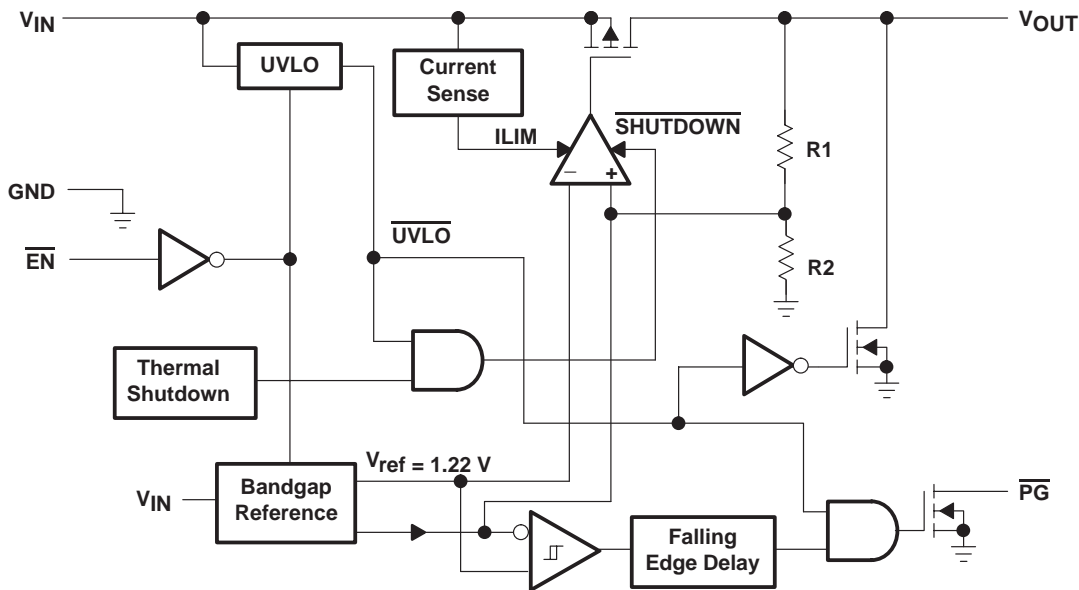 VIN
VOUT
UVLO
Current
Sense
ILIM
SHUTDOWN
R1
− +
GND
UVLO
EN
R2
Thermal
Shutdown
Vref = 1.22 V
VIN
Bandgap
Reference
PG
Falling
Edge Delay